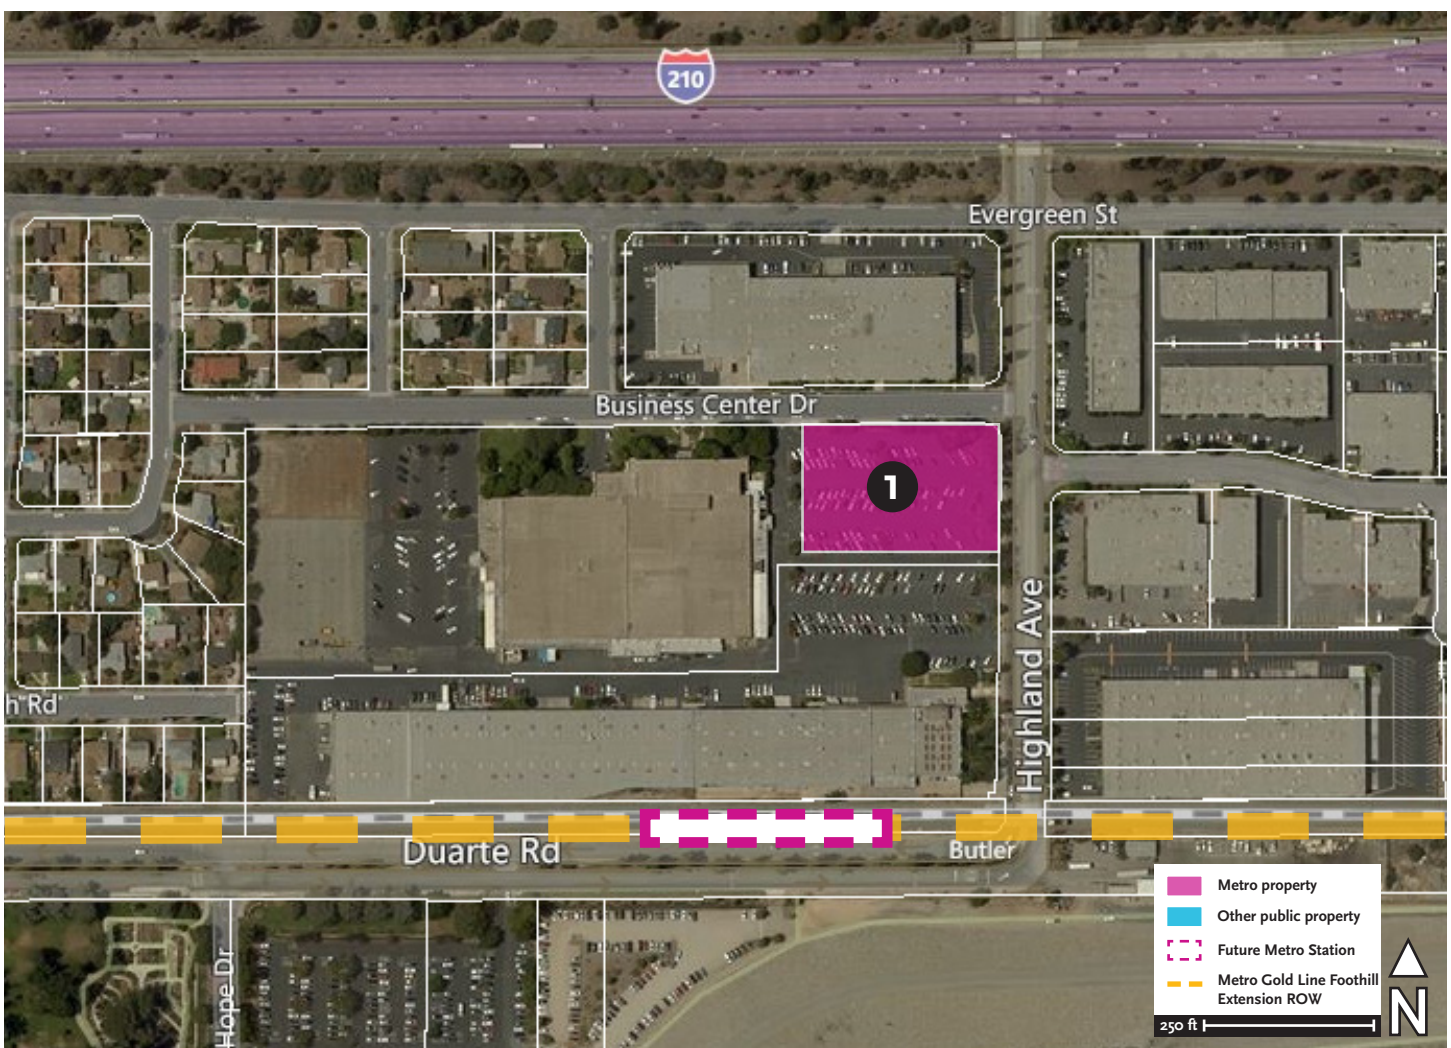 210
Evergreen St
Business Center Dr
1
Highland Ave
h Rd
Duarte Rd
Butler
Hope Dr
Metro property
Other public property
Future Metro Station
Metro Gold Line Foothill
Extension ROW
250 ft
N